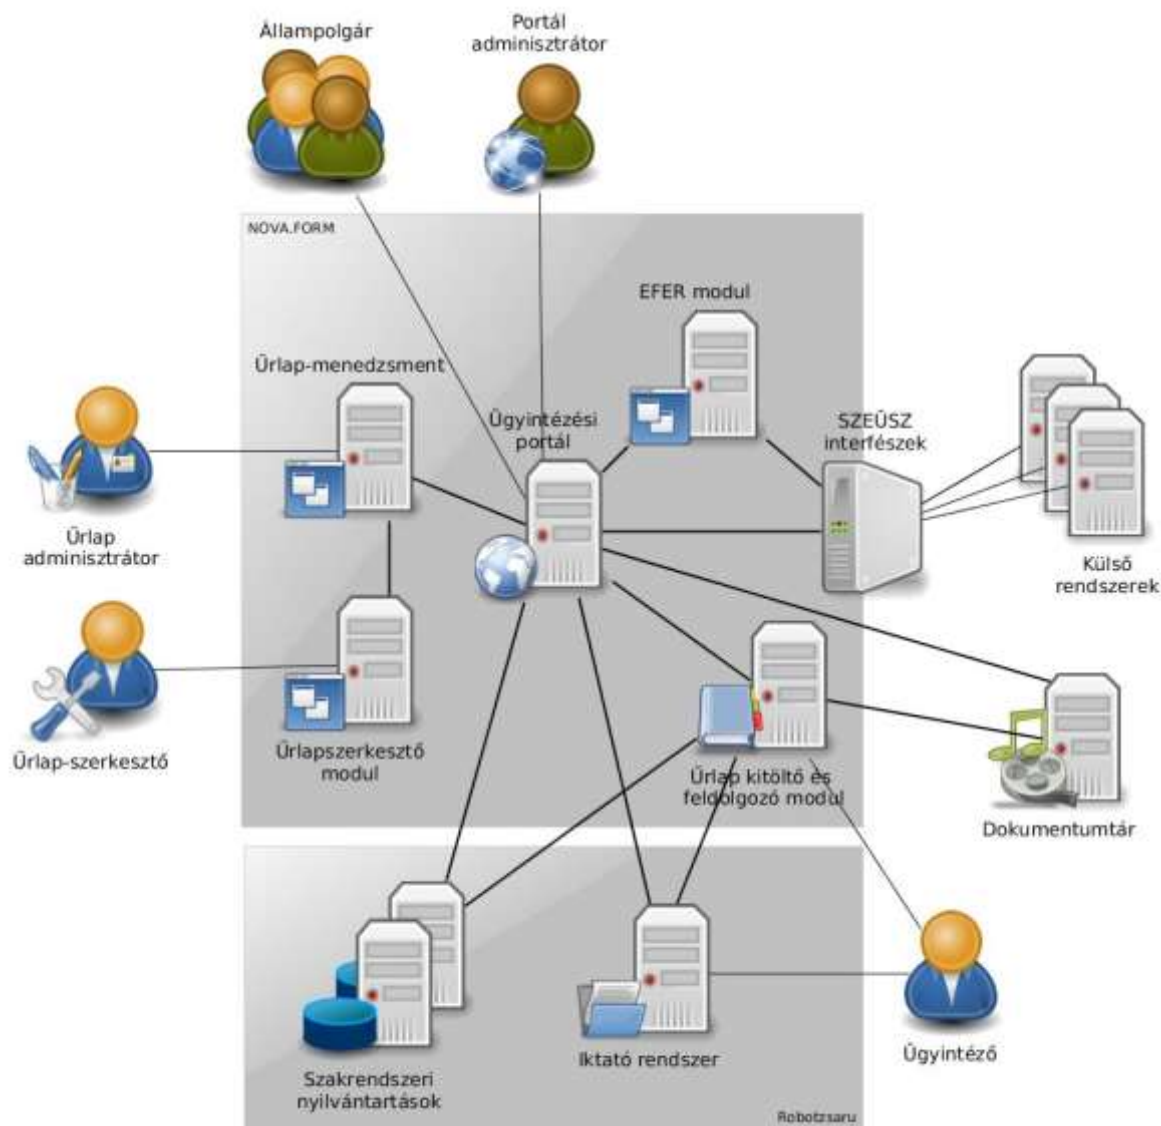 Állampolgár
Portál
adminisztrátor
NOVA.FORM
EFER modul
Űrlap-menedzsment
Ügyintézési
portál
SZEÜSZ
interfészek
Űrlap
adminisztrátor
Külső
rendszerek
Űrlap-szerkesztő
Űrlapszerkesztő
modul
Űrlap kitöltő és
feldolgozó modul
Dokumentumtár
Szakrendszeri
nyilvántartások
Iktató rendszer
Ügyintéző
Robotzsaru